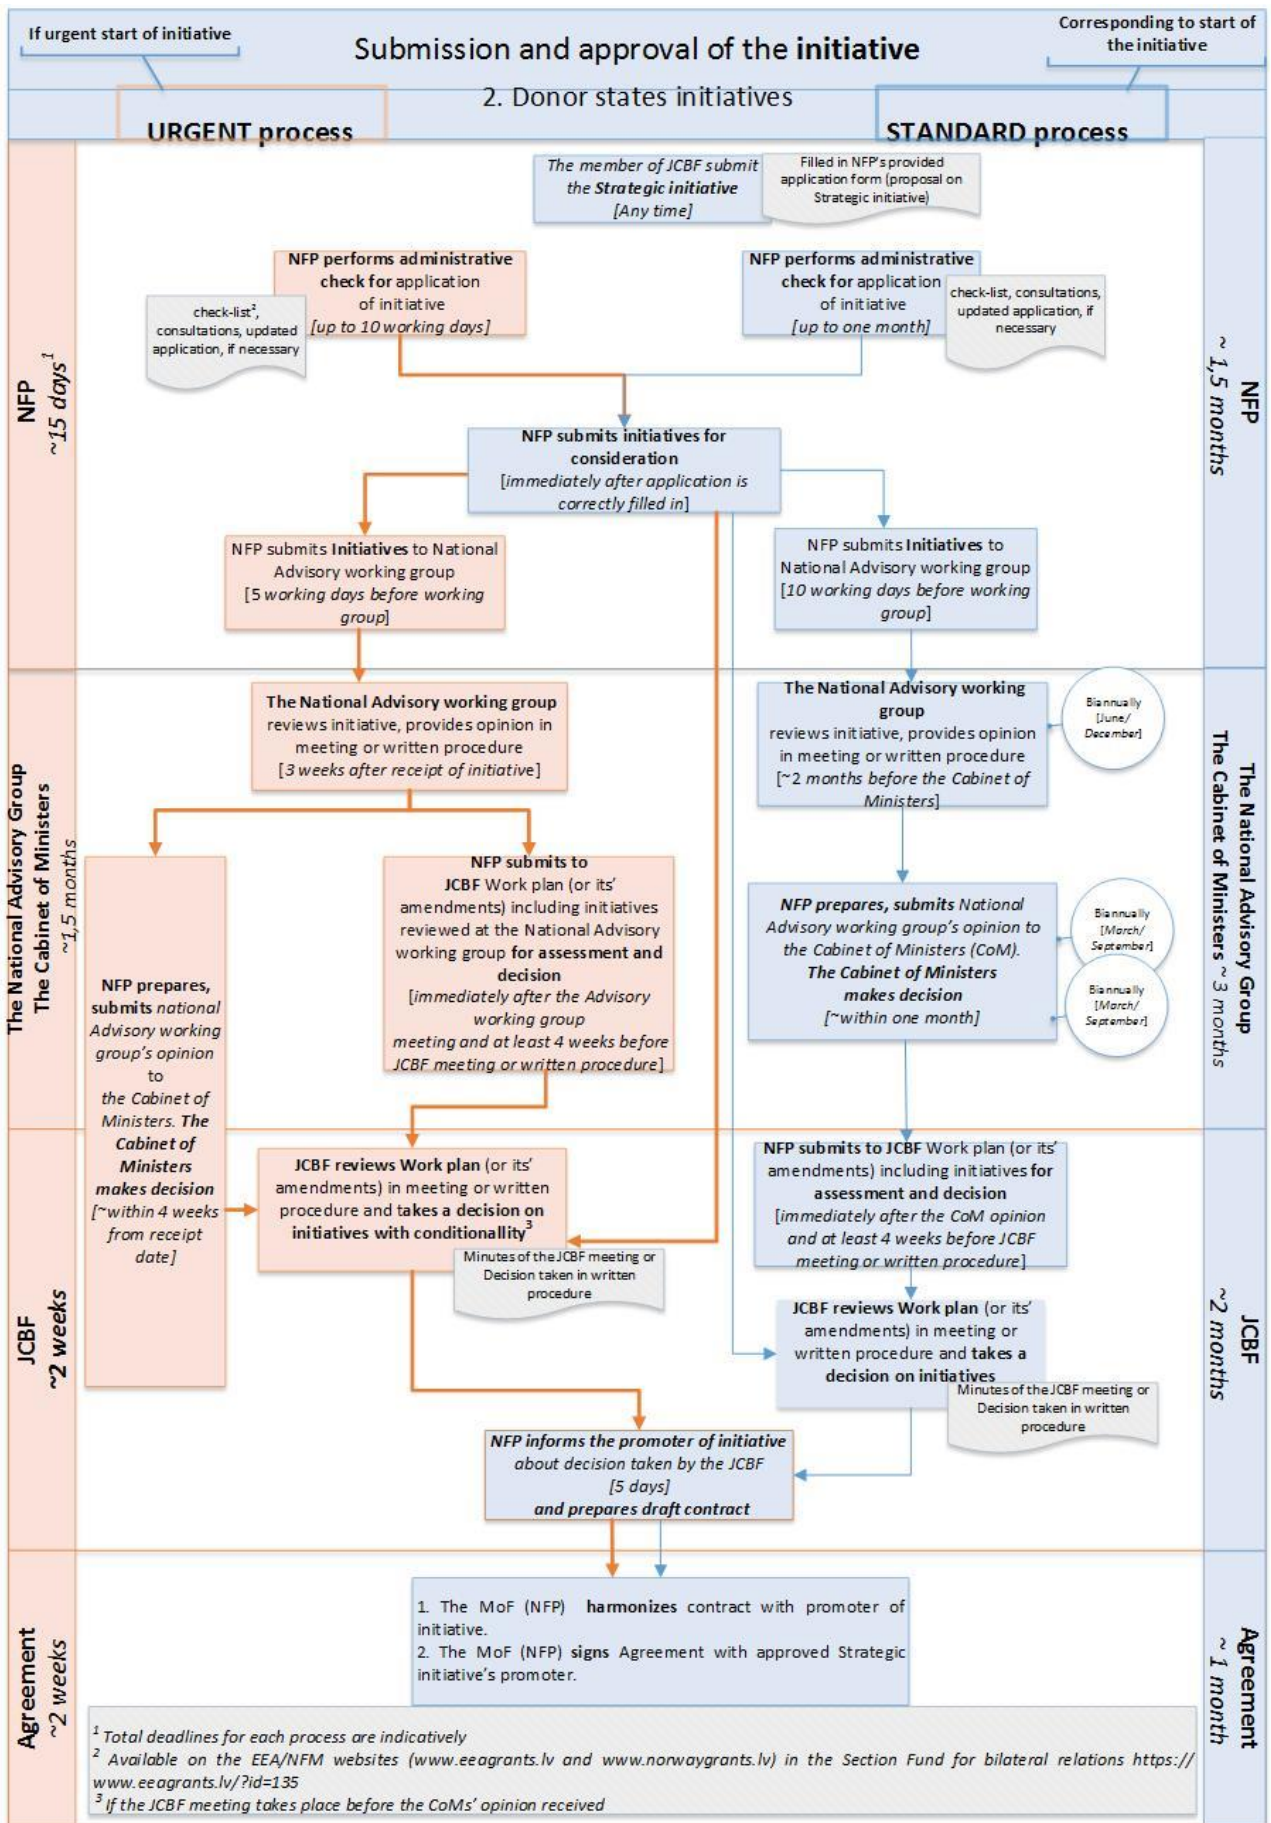 If urgent start of initiative
Submission and approval of the initiative
Corresponding to start of
the initiative
2. Donor states initiatives
URGENT process
STANDARD process
The member of JCBF submit
the Strategic initiative
[Any time]
Filled in NFP's provided
application form (proposal on
Strategic initiative)
NFP performs administrative
check for application
of initiative
[up to 10 working days]
check-list²,
consultations, updated
application, if necessary
NFP performs administrative
check for application
of initiative
[up to one month]
check-list, consultations,
updated application, if
necessary
NFP
~15 days¹
NFP
~ 1,5 months
NFP submits initiatives for
consideration
[immediately after application is
correctly filled in]
NFP submits Initiatives to National
Advisory working group
[5 working days before working
group]
NFP submits Initiatives to
National Advisory working group
[10 working days before working
group]
The National Advisory Group
The Cabinet of Ministers
~1,5 months
The National Advisory working group
reviews initiative, provides opinion in
meeting or written procedure
[3 weeks after receipt of initiative]
The National Advisory working
group
reviews initiative, provides opinion
in meeting or written procedure
[~2 months before the Cabinet of
Ministers]
Biannually
[June/
December]
The National Advisory Group
The Cabinet of Ministers ~ 3 months
NFP prepares,
submits national
Advisory working
group's opinion
to
the Cabinet of
Ministers. The
Cabinet of
Ministers
makes decision
[~within 4 weeks
from receipt
date]
NFP submits to
JCBF Work plan (or its'
amendments) including initiatives
reviewed at the National Advisory
working group for assessment and
decision
[immediately after the Advisory
working group
meeting and at least 4 weeks before
JCBF meeting or written procedure]
NFP prepares, submits National
Advisory working group's opinion to
the Cabinet of Ministers (CoM).
The Cabinet of Ministers
makes decision
[~within one month]
Biannually
[March/
September]
Biannually
[March/
September]
JCBF
~2 weeks
JCBF reviews Work plan (or its'
amendments) in meeting or written
procedure and takes a decision on
initiatives with conditionallity³
Minutes of the JCBF meeting or
Decision taken in written
procedure
NFP submits to JCBF Work plan (or its'
amendments) including initiatives for
assessment and decision
[immediately after the CoM opinion
and at least 4 weeks before JCBF
meeting or written procedure]
JCBF reviews Work plan (or its'
amendments) in meeting or
written procedure and takes a
decision on initiatives
Minutes of the JCBF meeting or
Decision taken in written
procedure
JCBF
~2 months
NFP informs the promoter of initiative
about decision taken by the JCBF
[5 days]
and prepares draft contract
Agreement
~2 weeks
1. The MoF (NFP) harmonizes contract with promoter of
initiative.
2. The MoF (NFP) signs Agreement with approved Strategic
initiative's promoter.
Agreement
~ 1 month
¹ Total deadlines for each process are indicatively
² Available on the EEA/NFM websites (www.eeagrants.lv and www.norwaygrants.lv) in the Section Fund for bilateral relations https://
www.eeagrants.lv/?id=135
³ If the JCBF meeting takes place before the CoMs' opinion received